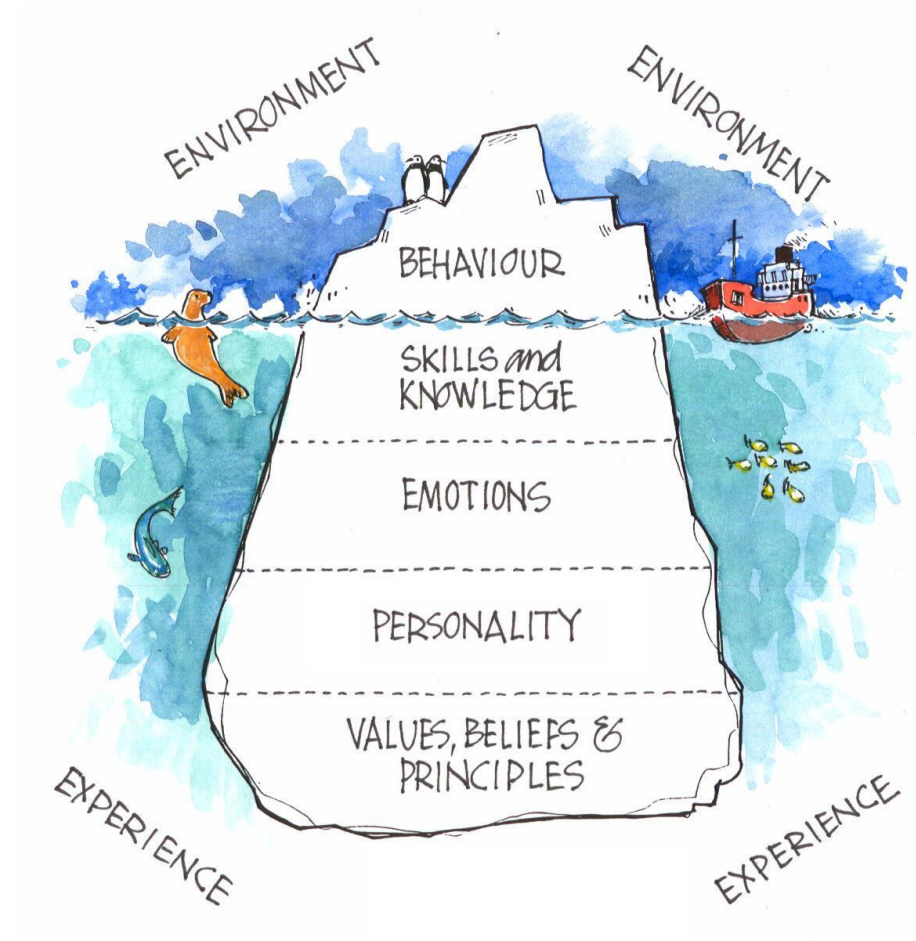 ENVIRONMENT
ENVIRONMENT
BEHAVIOUR
SKILLS and
KNOWLEDGE
EMOTIONS
PERSONALITY
VALUES, BELIEFS &
PRINCIPLES
EXPERIENCE
EXPERIENCE